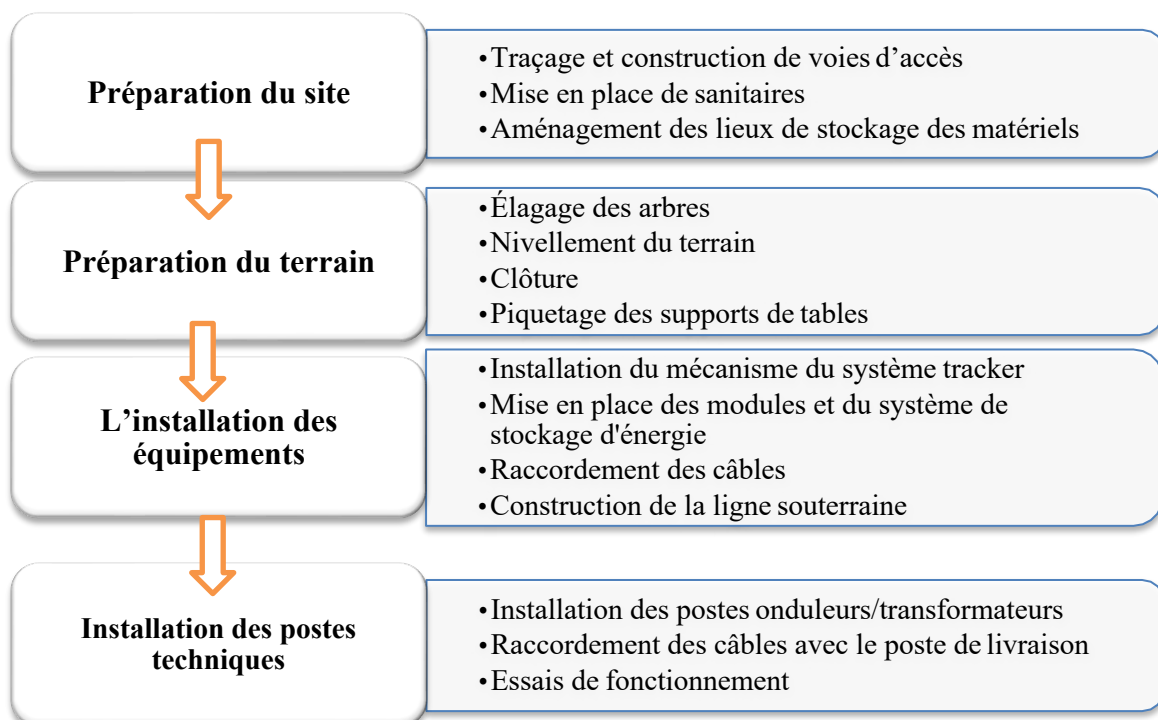 Préparation du site
•Traçage et construction de voies d’accès
•Mise en place de sanitaires
•Aménagement des lieux de stockage des matériels
Préparation du terrain
•Élagage des arbres
•Nivellement du terrain
•Clôture
•Piquetage des supports de tables
L’installation des
équipements
•Installation du mécanisme du système tracker
•Mise en place des modules et du système de
stockage d'énergie
•Raccordement des câbles
•Construction de la ligne souterraine
Installation des postes
techniques
•Installation des postes onduleurs/transformateurs
•Raccordement des câbles avec le poste de livraison
•Essais de fonctionnement